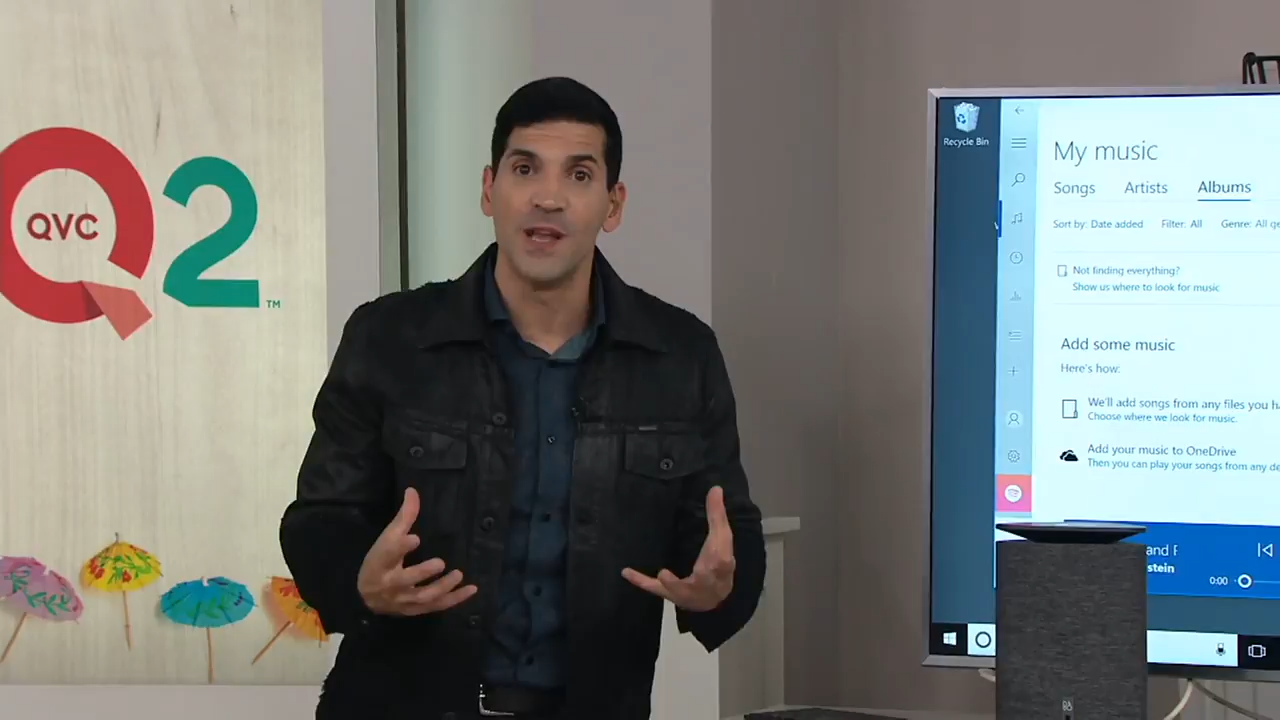 QVC
2
TM
Recycle Bin
My music
Songs Artists Albums
Sort by: Date added Filter: All Genre: All ge
Not finding everything?
Show us where to look for music
Add some music
Here's how:
We'll add songs from any files you ha
Choose where we look for music.
Add your music to OneDrive
Then you can play your songs from any de
and F
stein
0:00